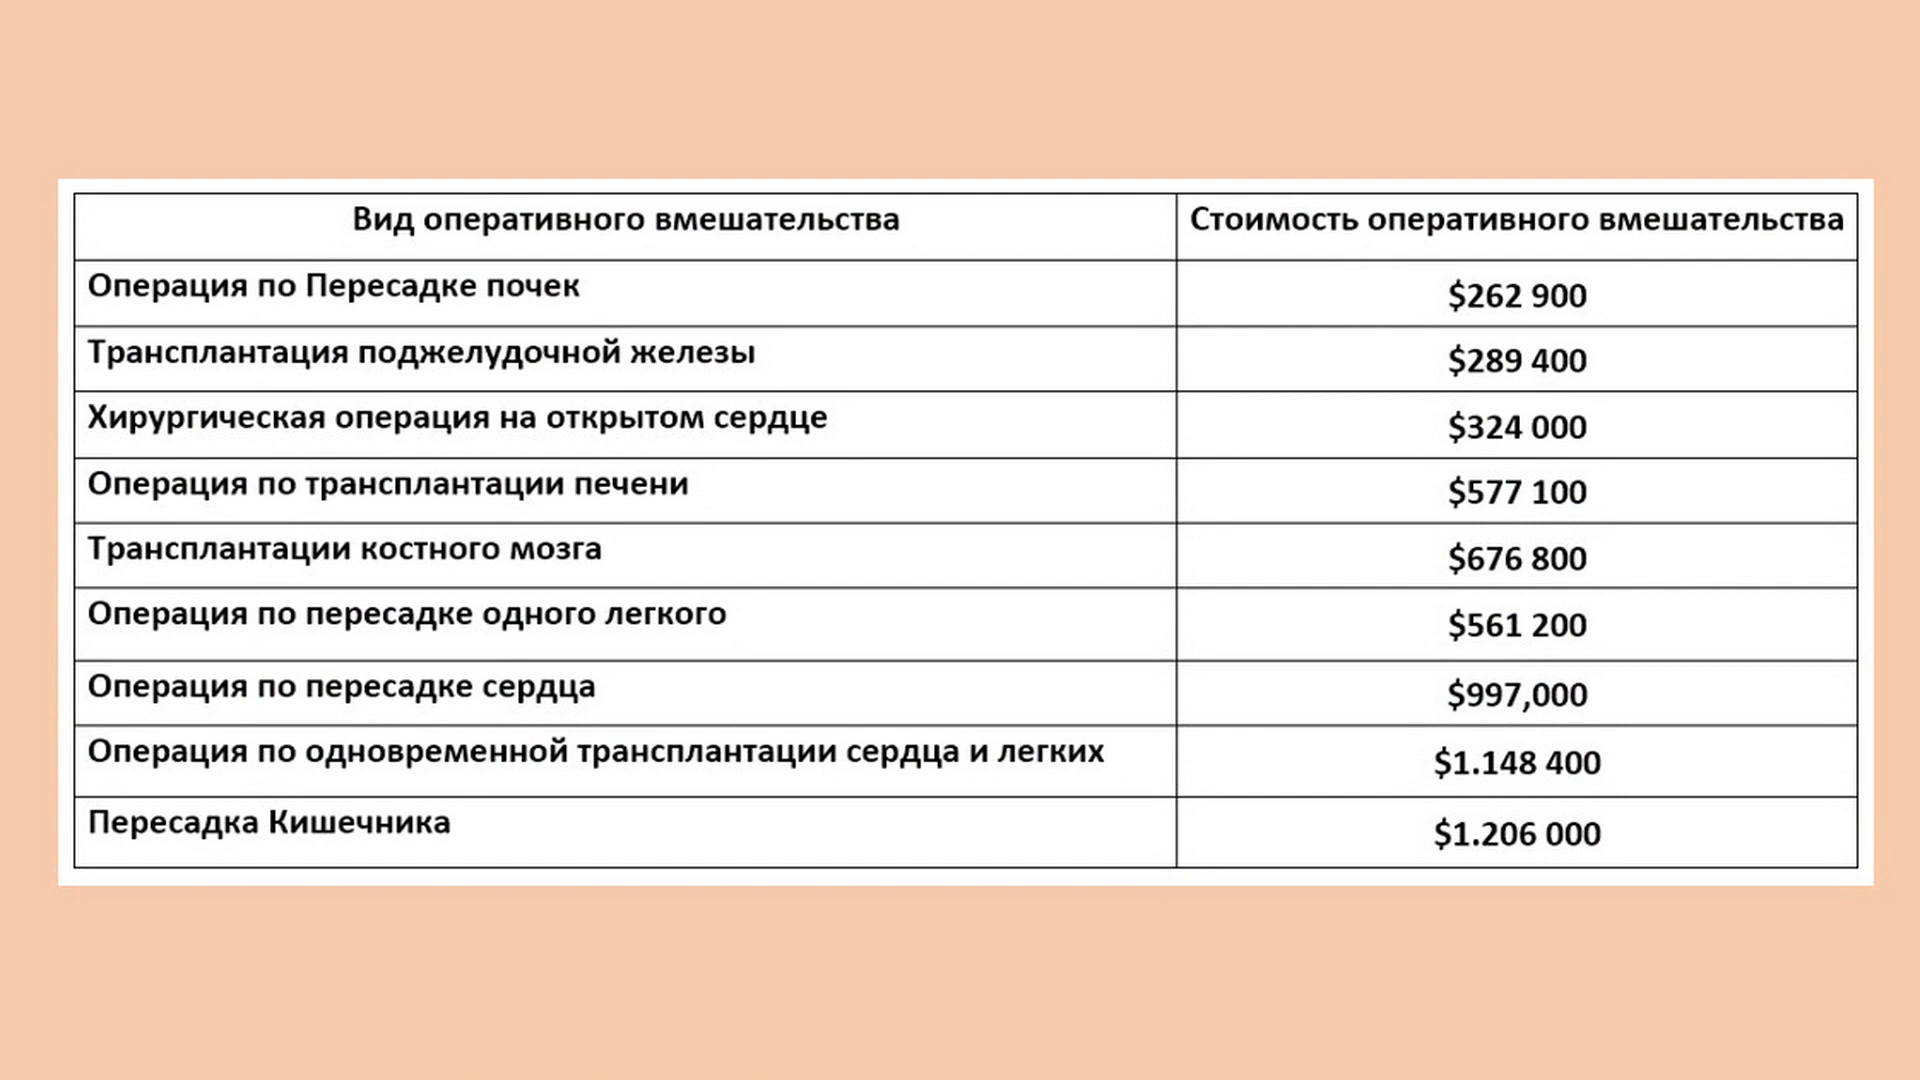 Вид оперативного вмешательства
Стоимость оперативного вмешательства
Операция по Пересадке почек
$262 900
Трансплантация поджелудочной железы
$289 400
Хирургическая операция на открытом сердце
$324 000
Операция по трансплантации печени
$577 100
Трансплантации костного мозга
$676 800
Операция по пересадке одного легкого
$561 200
Операция по пересадке сердца
$997,000
Операция по одновременной трансплантации сердца и легких
$1.148 400
Пересадка Кишечника
$1.206 000